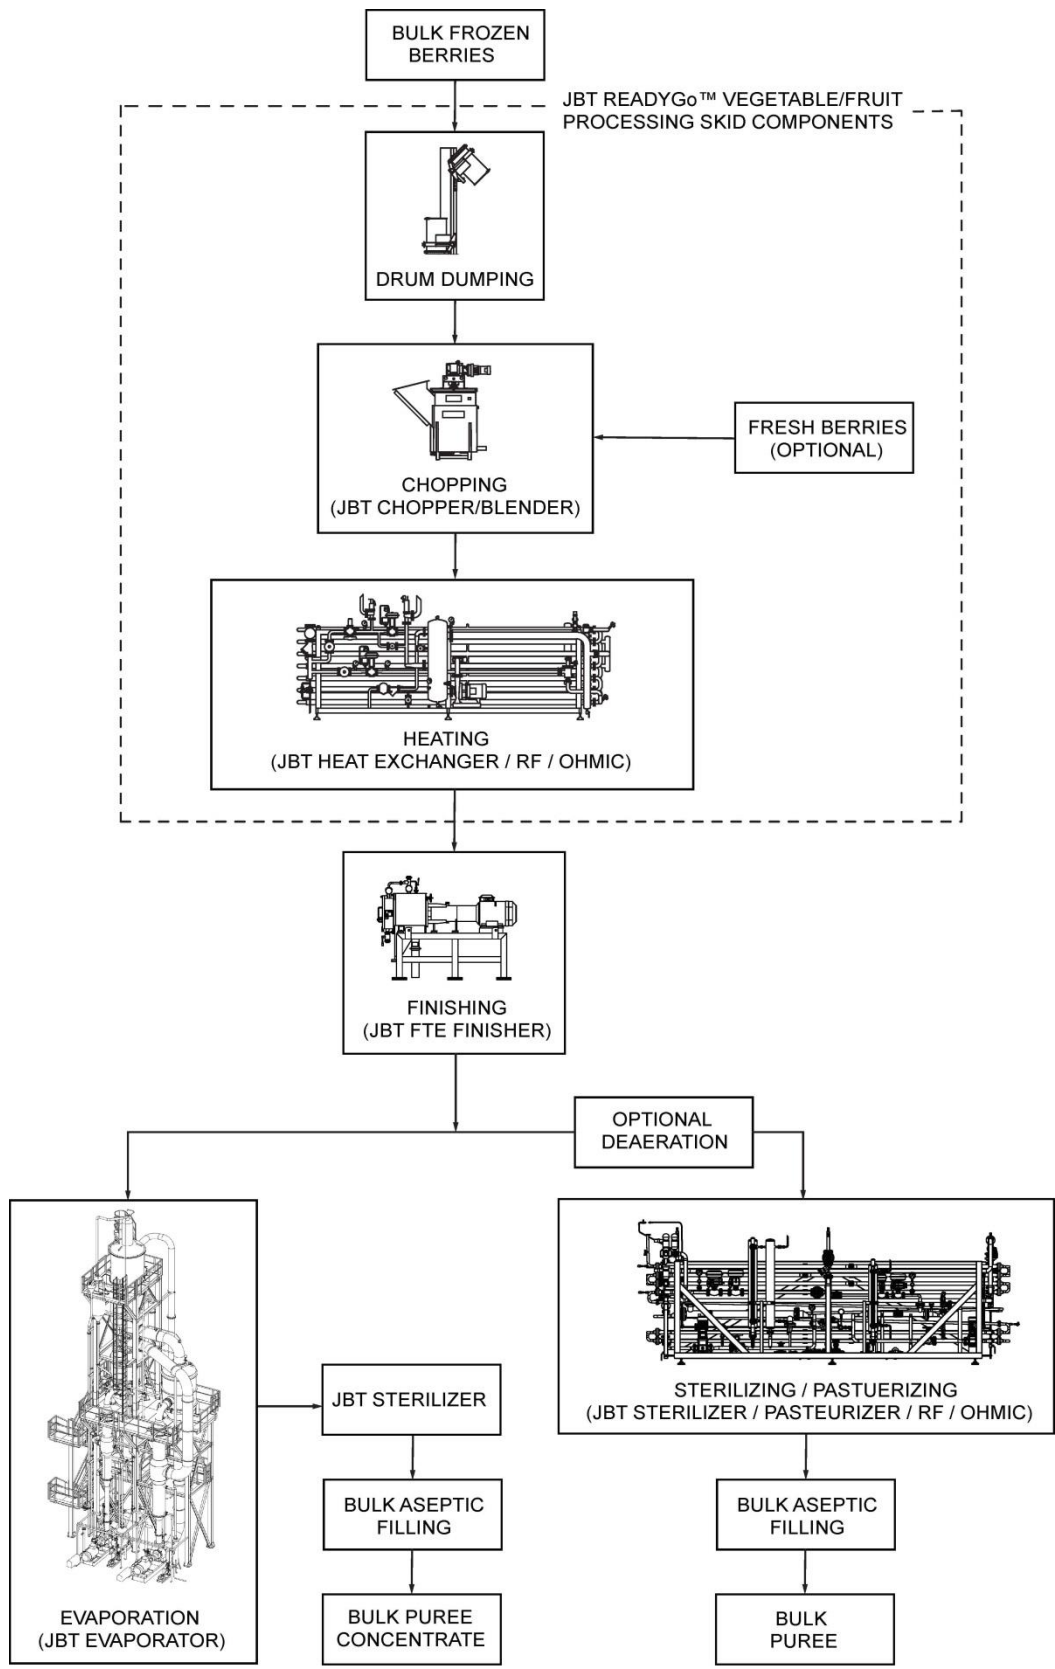 BULK FROZEN
BERRIES
JBT READYGo™ VEGETABLE/FRUIT
PROCESSING SKID COMPONENTS
DRUM DUMPING
CHOPPING
(JBT CHOPPER/BLENDER)
FRESH BERRIES
(OPTIONAL)
HEATING
(JBT HEAT EXCHANGER / RF / OHMIC)
FINISHING
(JBT FTE FINISHER)
OPTIONAL
DEAERATION
EVAPORATION
(JBT EVAPORATOR)
JBT STERILIZER
BULK ASEPTIC
FILLING
BULK PUREE
CONCENTRATE
STERILIZING / PASTUERIZING
(JBT STERILIZER / PASTEURIZER / RF / OHMIC)
BULK ASEPTIC
FILLING
BULK
PUREE